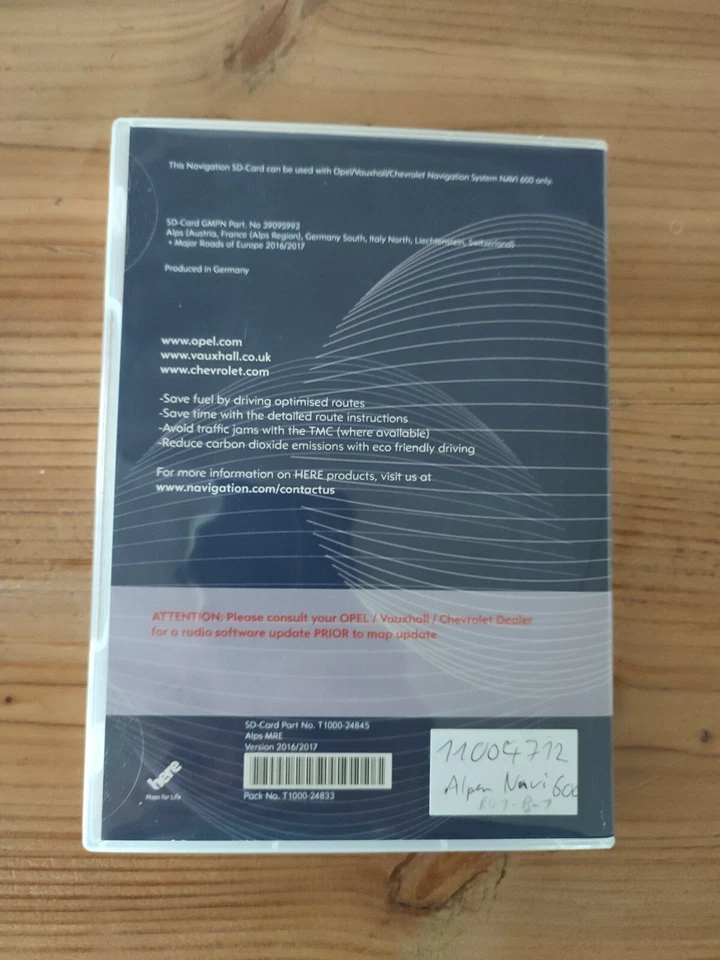 This Navigation SD-Card can be used with Opel/Vauxhall/Chevrolet Navigation System NAVI 600 only.
SD-Card GMPN Part. No 39095992
Alps (Austria, France (Alps Region), Germany South, Italy North, Liechtenstein, Switzerland)
+ Major Roads of Europe 2016/2017
Produced in Germany
www.opel.com
www.vauxhall.co.uk
www.chevrolet.com
-Save fuel by driving optimised routes
-Save time with the detailed route instructions
-Avoid traffic jams with the TMC (where available)
-Reduce carbon dioxide emissions with eco friendly driving
For more information on HERE products, visit us at
www.navigation.com/contactus
ATTENTION: Please consult your OPEL / Vauxhall / Chevrolet Dealer
for a radio software update PRIOR to map update
SD-Card Part No. T1000-24845
Alps MRE
Version 2016/2017
Pack No. T1000-24833
here
Maps for Life
11004712
Alpen Navi 600